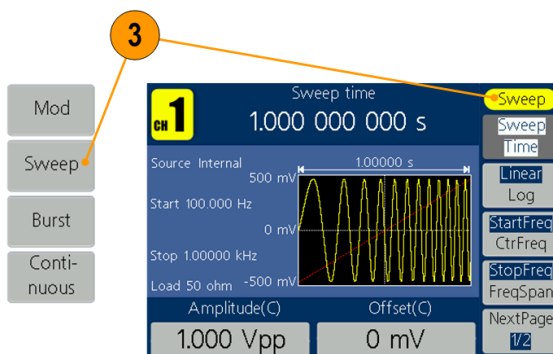 3
Mod
Sweep
Burst
Conti-
nuous
CH 1
Sweep time
1.000 000 000 s
Source Internal
1.00000 s
500 mV
Start 100.000 Hz
0 mV
Stop 1.00000 kHz
Load 50 ohm
-500 mV
Amplitude(C)
Offset(C)
1.000 Vpp
0 mV
Sweep
Sweep
Time
Linear
Log
StartFreq
CtrFreq
StopFreq
FreqSpan
NextPage
1/2